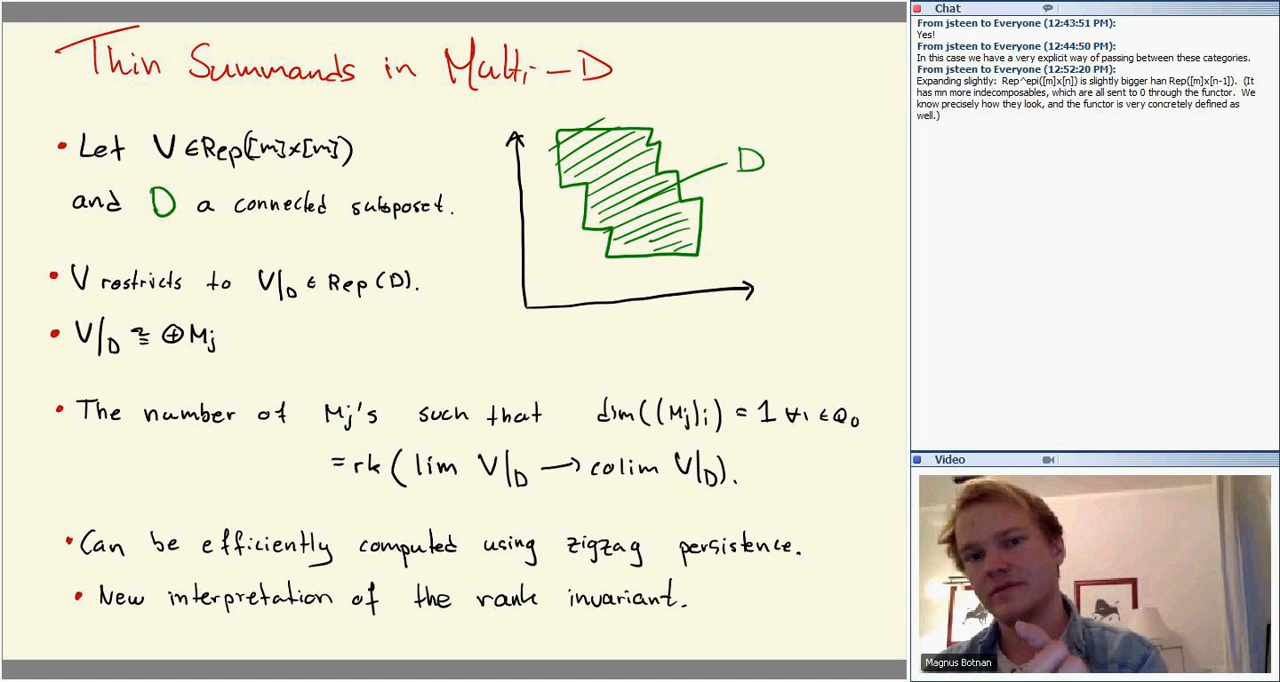 Thin Summands in Multi-D
• Let V ∈ Rep([m]×[m])
and D a connected subposet.
D
• V restricts to V|_D ∈ Rep(D).
• V|_D ≅ ⊕Mj
• The number of Mj's such that dim((Mj)i) = 1 ∀i ∈ Q₀
= rk(lim V|_D → colim V|_D).
• Can be efficiently computed using zigzag persistence.
• New interpretation of the rank invariant.
Chat
From jsteen to Everyone (12:43:51 PM):
Yes!
From jsteen to Everyone (12:44:50 PM):
In this case we have a very explicit way of passing between these categories.
From jsteen to Everyone (12:52:20 PM):
Expanding slightly: Rep^epi([m]x[n]) is slightly bigger han Rep([m]x[n-1]). (It
has mn more indecomposables, which are all sent to 0 through the functor. We
know precisely how they look, and the functor is very concretely defined as
well.)
Video
Magnus Botnan